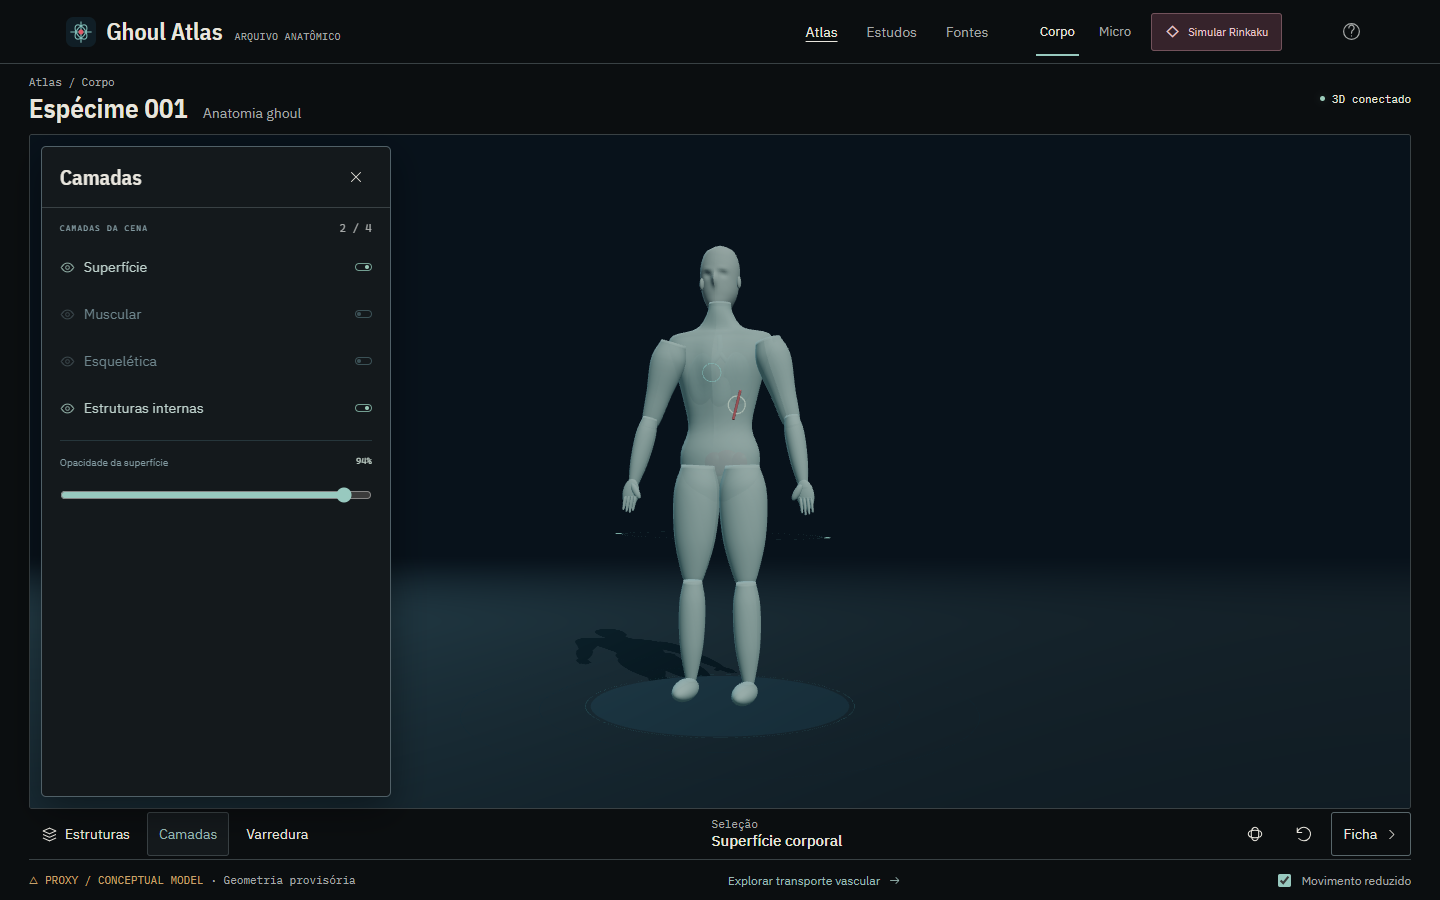 Ghoul Atlas ARQUIVO ANATÔMICO
Atlas Estudos Fontes Corpo Micro Simular Rinkaku
Atlas / Corpo
Espécime 001 Anatomia ghoul
3D conectado
Camadas
CAMADAS DA CENA 2 / 4
Superfície
Muscular
Esquelética
Estruturas internas
Opacidade da superfície 94%
Estruturas Camadas Varredura
Seleção
Superfície corporal
Ficha
PROXY / CONCEPTUAL MODEL · Geometria provisória
Explorar transporte vascular →
Movimento reduzido